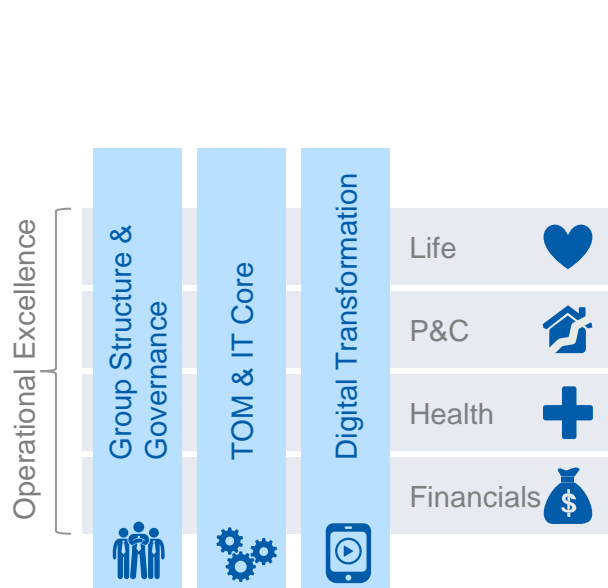 Operational Excellence
Group Structure &
Governance
TOM & IT Core
Digital Transformation
Life
P&C
Health
Financials
$